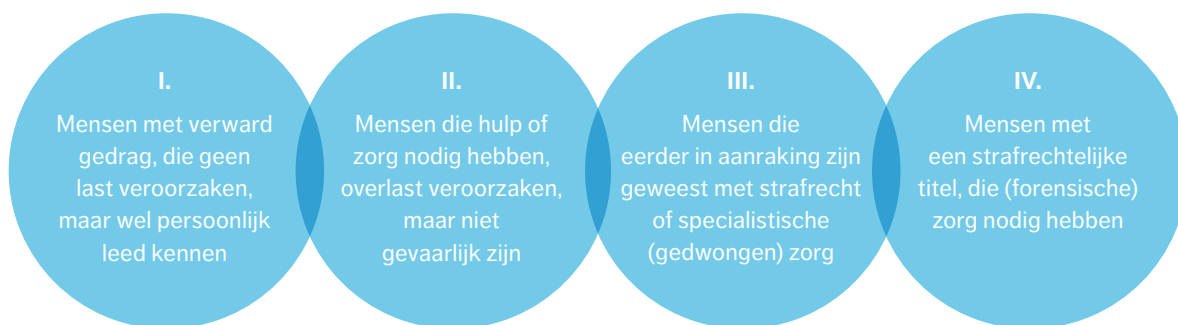 I.
Mensen met verward
gedrag, die geen
last veroorzaken,
maar wel persoonlijk
leed kennen
II.
Mensen die hulp of
zorg nodig hebben,
overlast veroorzaken,
maar niet
gevaarlijk zijn
III.
Mensen die
eerder in aanraking zijn
geweest met strafrecht
of specialistische
(gedwongen) zorg
IV.
Mensen met
een strafrechtelijke
titel, die (forensische)
zorg nodig hebben